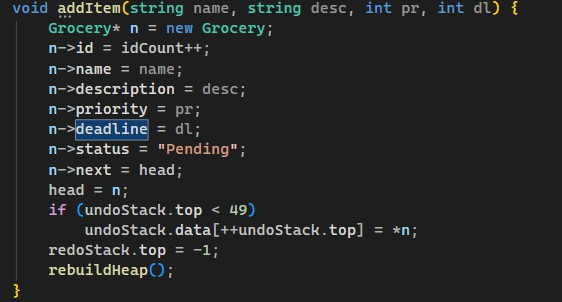 void addItem(string name, string desc, int pr, int dl) {
    Grocery* n = new Grocery;
    n->id = idCount++;
    n->name = name;
    n->description = desc;
    n->priority = pr;
    n->deadline = dl;
    n->status = "Pending";
    n->next = head;
    head = n;
    if (undoStack.top < 49)
        undoStack.data[++undoStack.top] = *n;
    redoStack.top = -1;
    rebuildHeap();
}